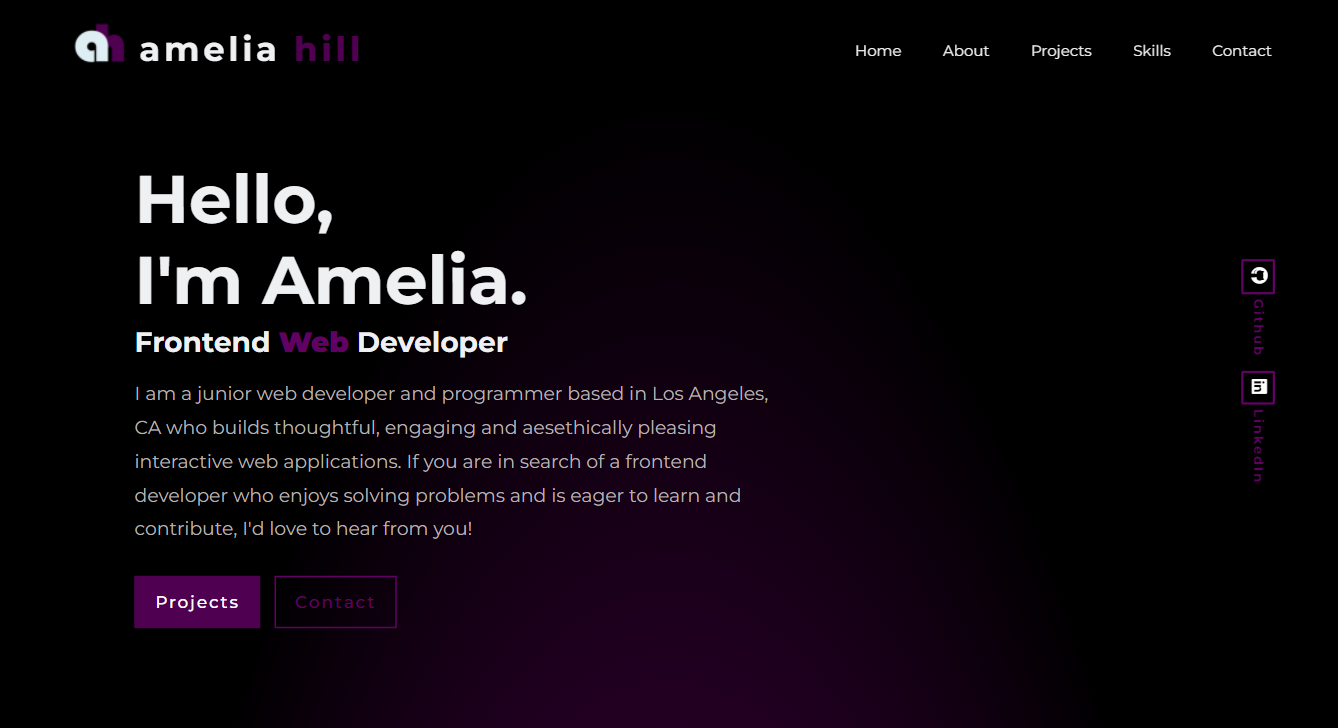 ah amelia hill
Home About Projects Skills Contact
Hello,
I'm Amelia.
Frontend Web Developer
I am a junior web developer and programmer based in Los Angeles,
CA who builds thoughtful, engaging and aesethically pleasing
interactive web applications. If you are in search of a frontend
developer who enjoys solving problems and is eager to learn and
contribute, I'd love to hear from you!
Projects Contact
Github
LinkedIn